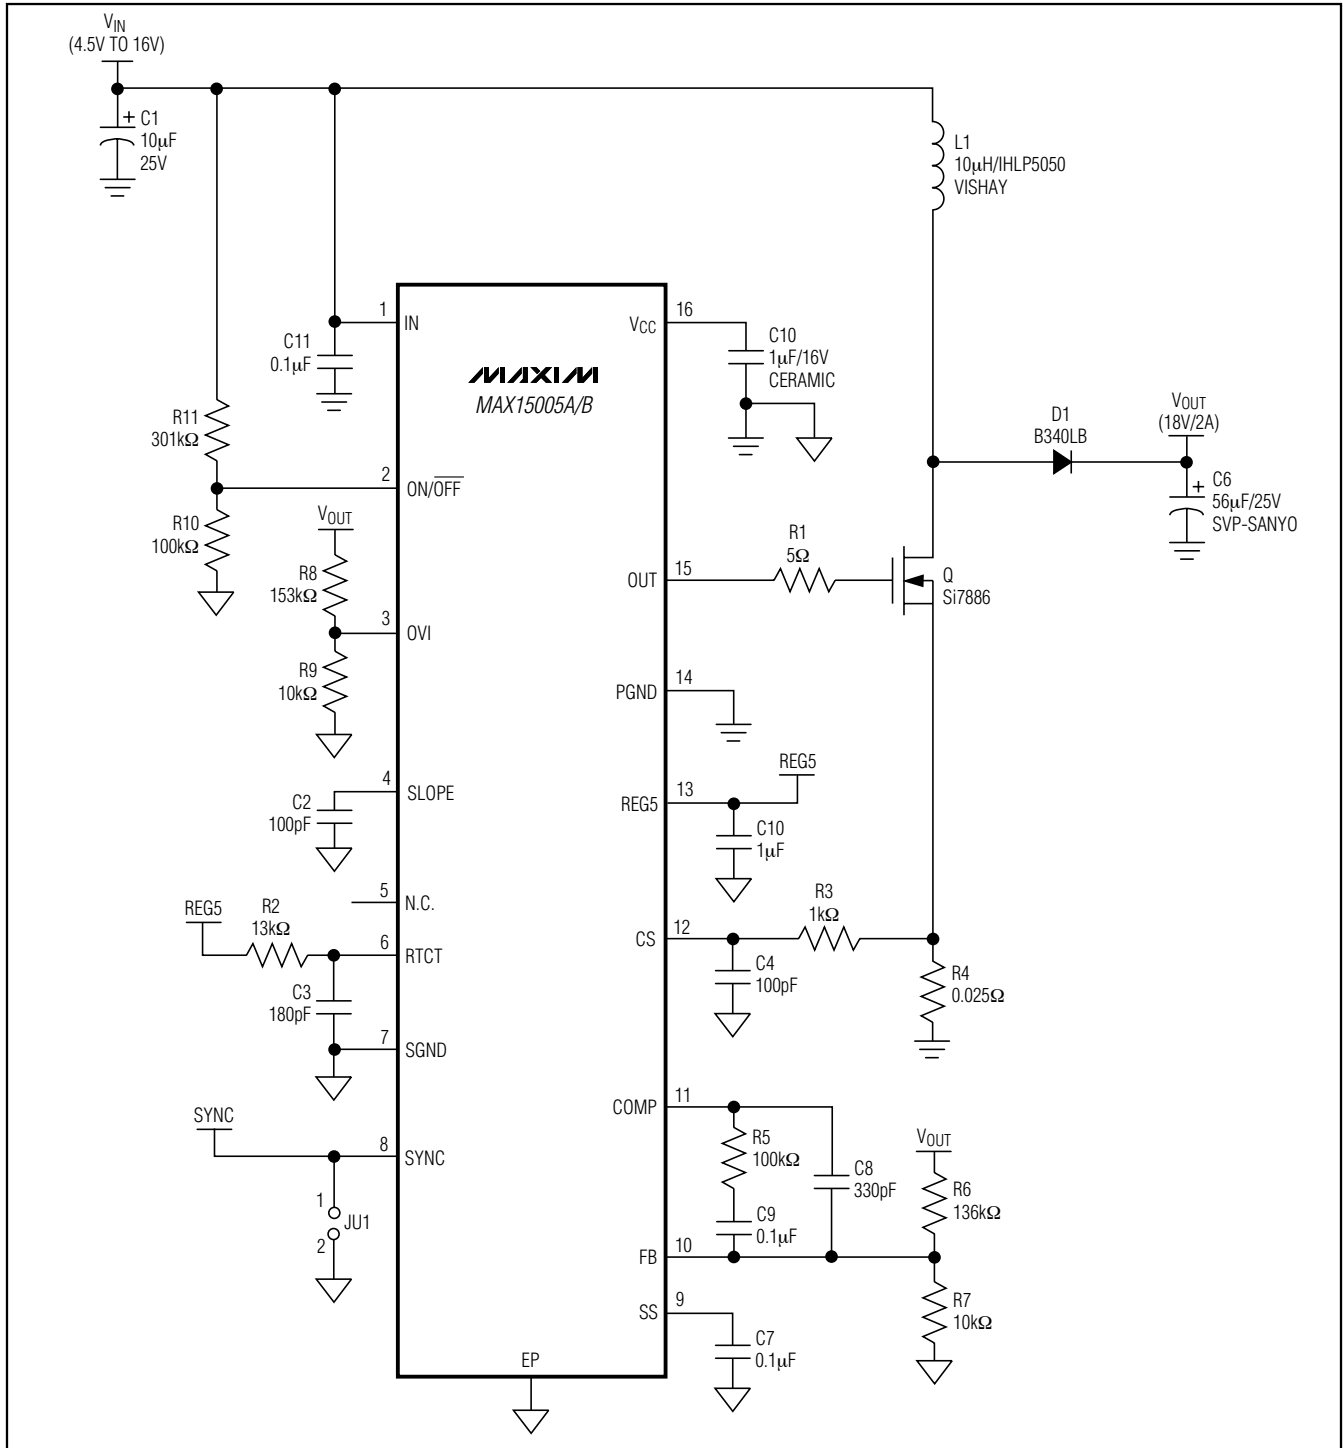 VIN
(4.5V TO 16V)
+ C1
10µF
25V
L1
10µH/IHLP5050
VISHAY
1
IN
C11
0.1µF
MAXIM
MAX15005A/B
16
VCC
C10
1µF/16V
CERAMIC
R11
301kΩ
D1
B340LB
VOUT
(18V/2A)
+ C6
56µF/25V
SVP-SANYO
2
ON/OFF
R10
100kΩ
VOUT
R8
153kΩ
3
OVI
R9
10kΩ
OUT
15
R1
5Ω
Q
Si7886
PGND
14
4
SLOPE
C2
100pF
REG5
13
REG5
C10
1µF
5
N.C.
REG5
R2
13kΩ
6
RTCT
C3
180pF
7
SGND
CS
12
R3
1kΩ
C4
100pF
R4
0.025Ω
SYNC
8
SYNC
1
2
JU1
COMP
11
R5
100kΩ
C9
0.1µF
C8
330pF
VOUT
R6
136kΩ
FB
10
R7
10kΩ
SS
9
C7
0.1µF
EP